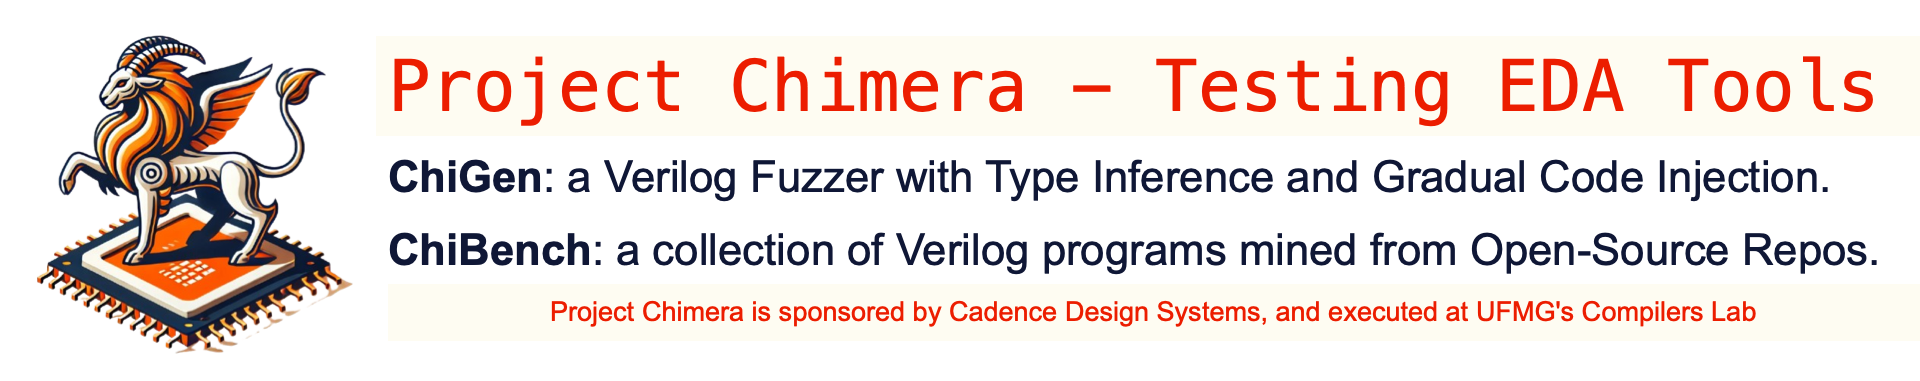 Project Chimera – Testing EDA Tools
ChiGen: a Verilog Fuzzer with Type Inference and Gradual Code Injection.
ChiBench: a collection of Verilog programs mined from Open-Source Repos.
Project Chimera is sponsored by Cadence Design Systems, and executed at UFMG's Compilers Lab